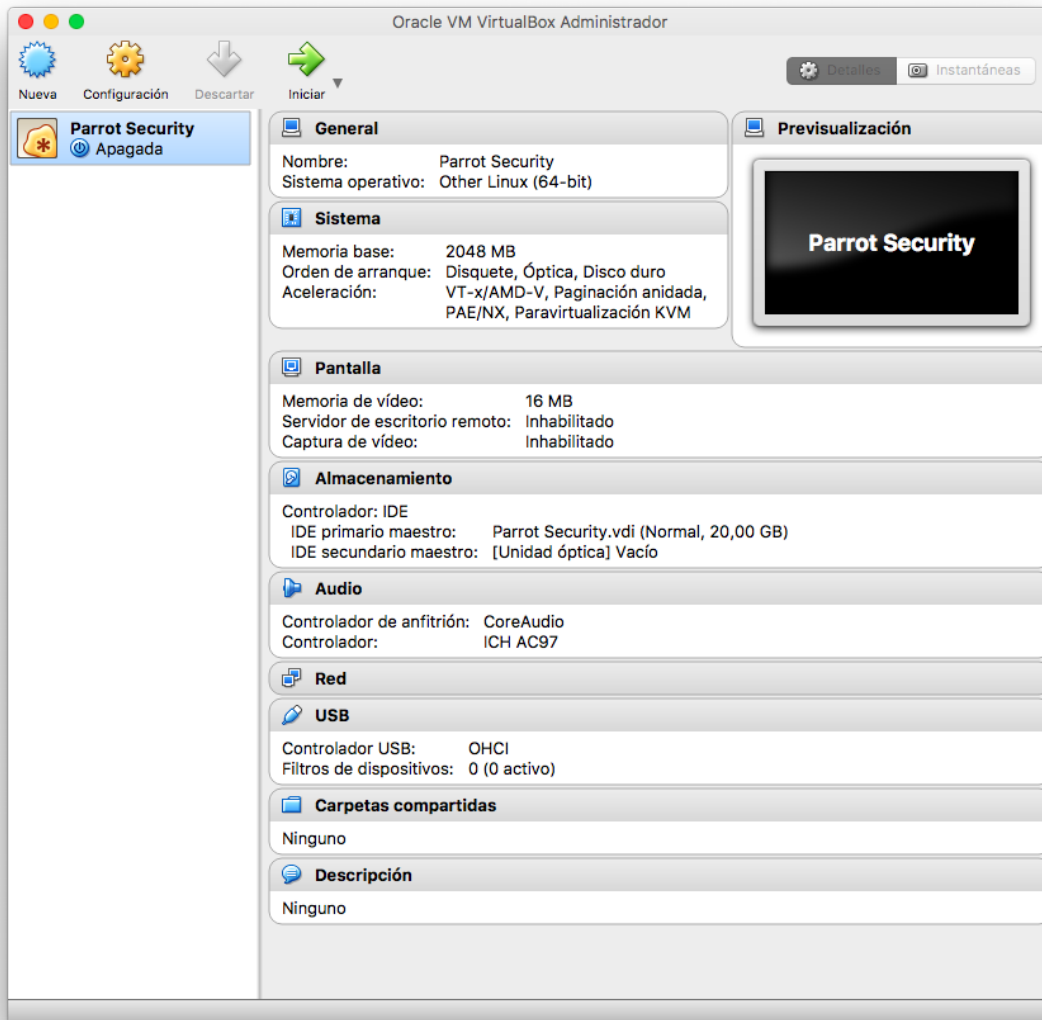 Oracle VM VirtualBox Administrador
Nueva
Configuración
Descartar
Iniciar
Detalles
Instantáneas
Parrot Security
Apagada
General
Nombre: Parrot Security
Sistema operativo: Other Linux (64-bit)
Sistema
Memoria base: 2048 MB
Orden de arranque: Disquete, Óptica, Disco duro
Aceleración: VT-x/AMD-V, Paginación anidada,
PAE/NX, Paravirtualización KVM
Previsualización
Parrot Security
Pantalla
Memoria de vídeo: 16 MB
Servidor de escritorio remoto: Inhabilitado
Captura de vídeo: Inhabilitado
Almacenamiento
Controlador: IDE
IDE primario maestro: Parrot Security.vdi (Normal, 20,00 GB)
IDE secundario maestro: [Unidad óptica] Vacío
Audio
Controlador de anfitrión: CoreAudio
Controlador: ICH AC97
Red
USB
Controlador USB: OHCI
Filtros de dispositivos: 0 (0 activo)
Carpetas compartidas
Ninguno
Descripción
Ninguno